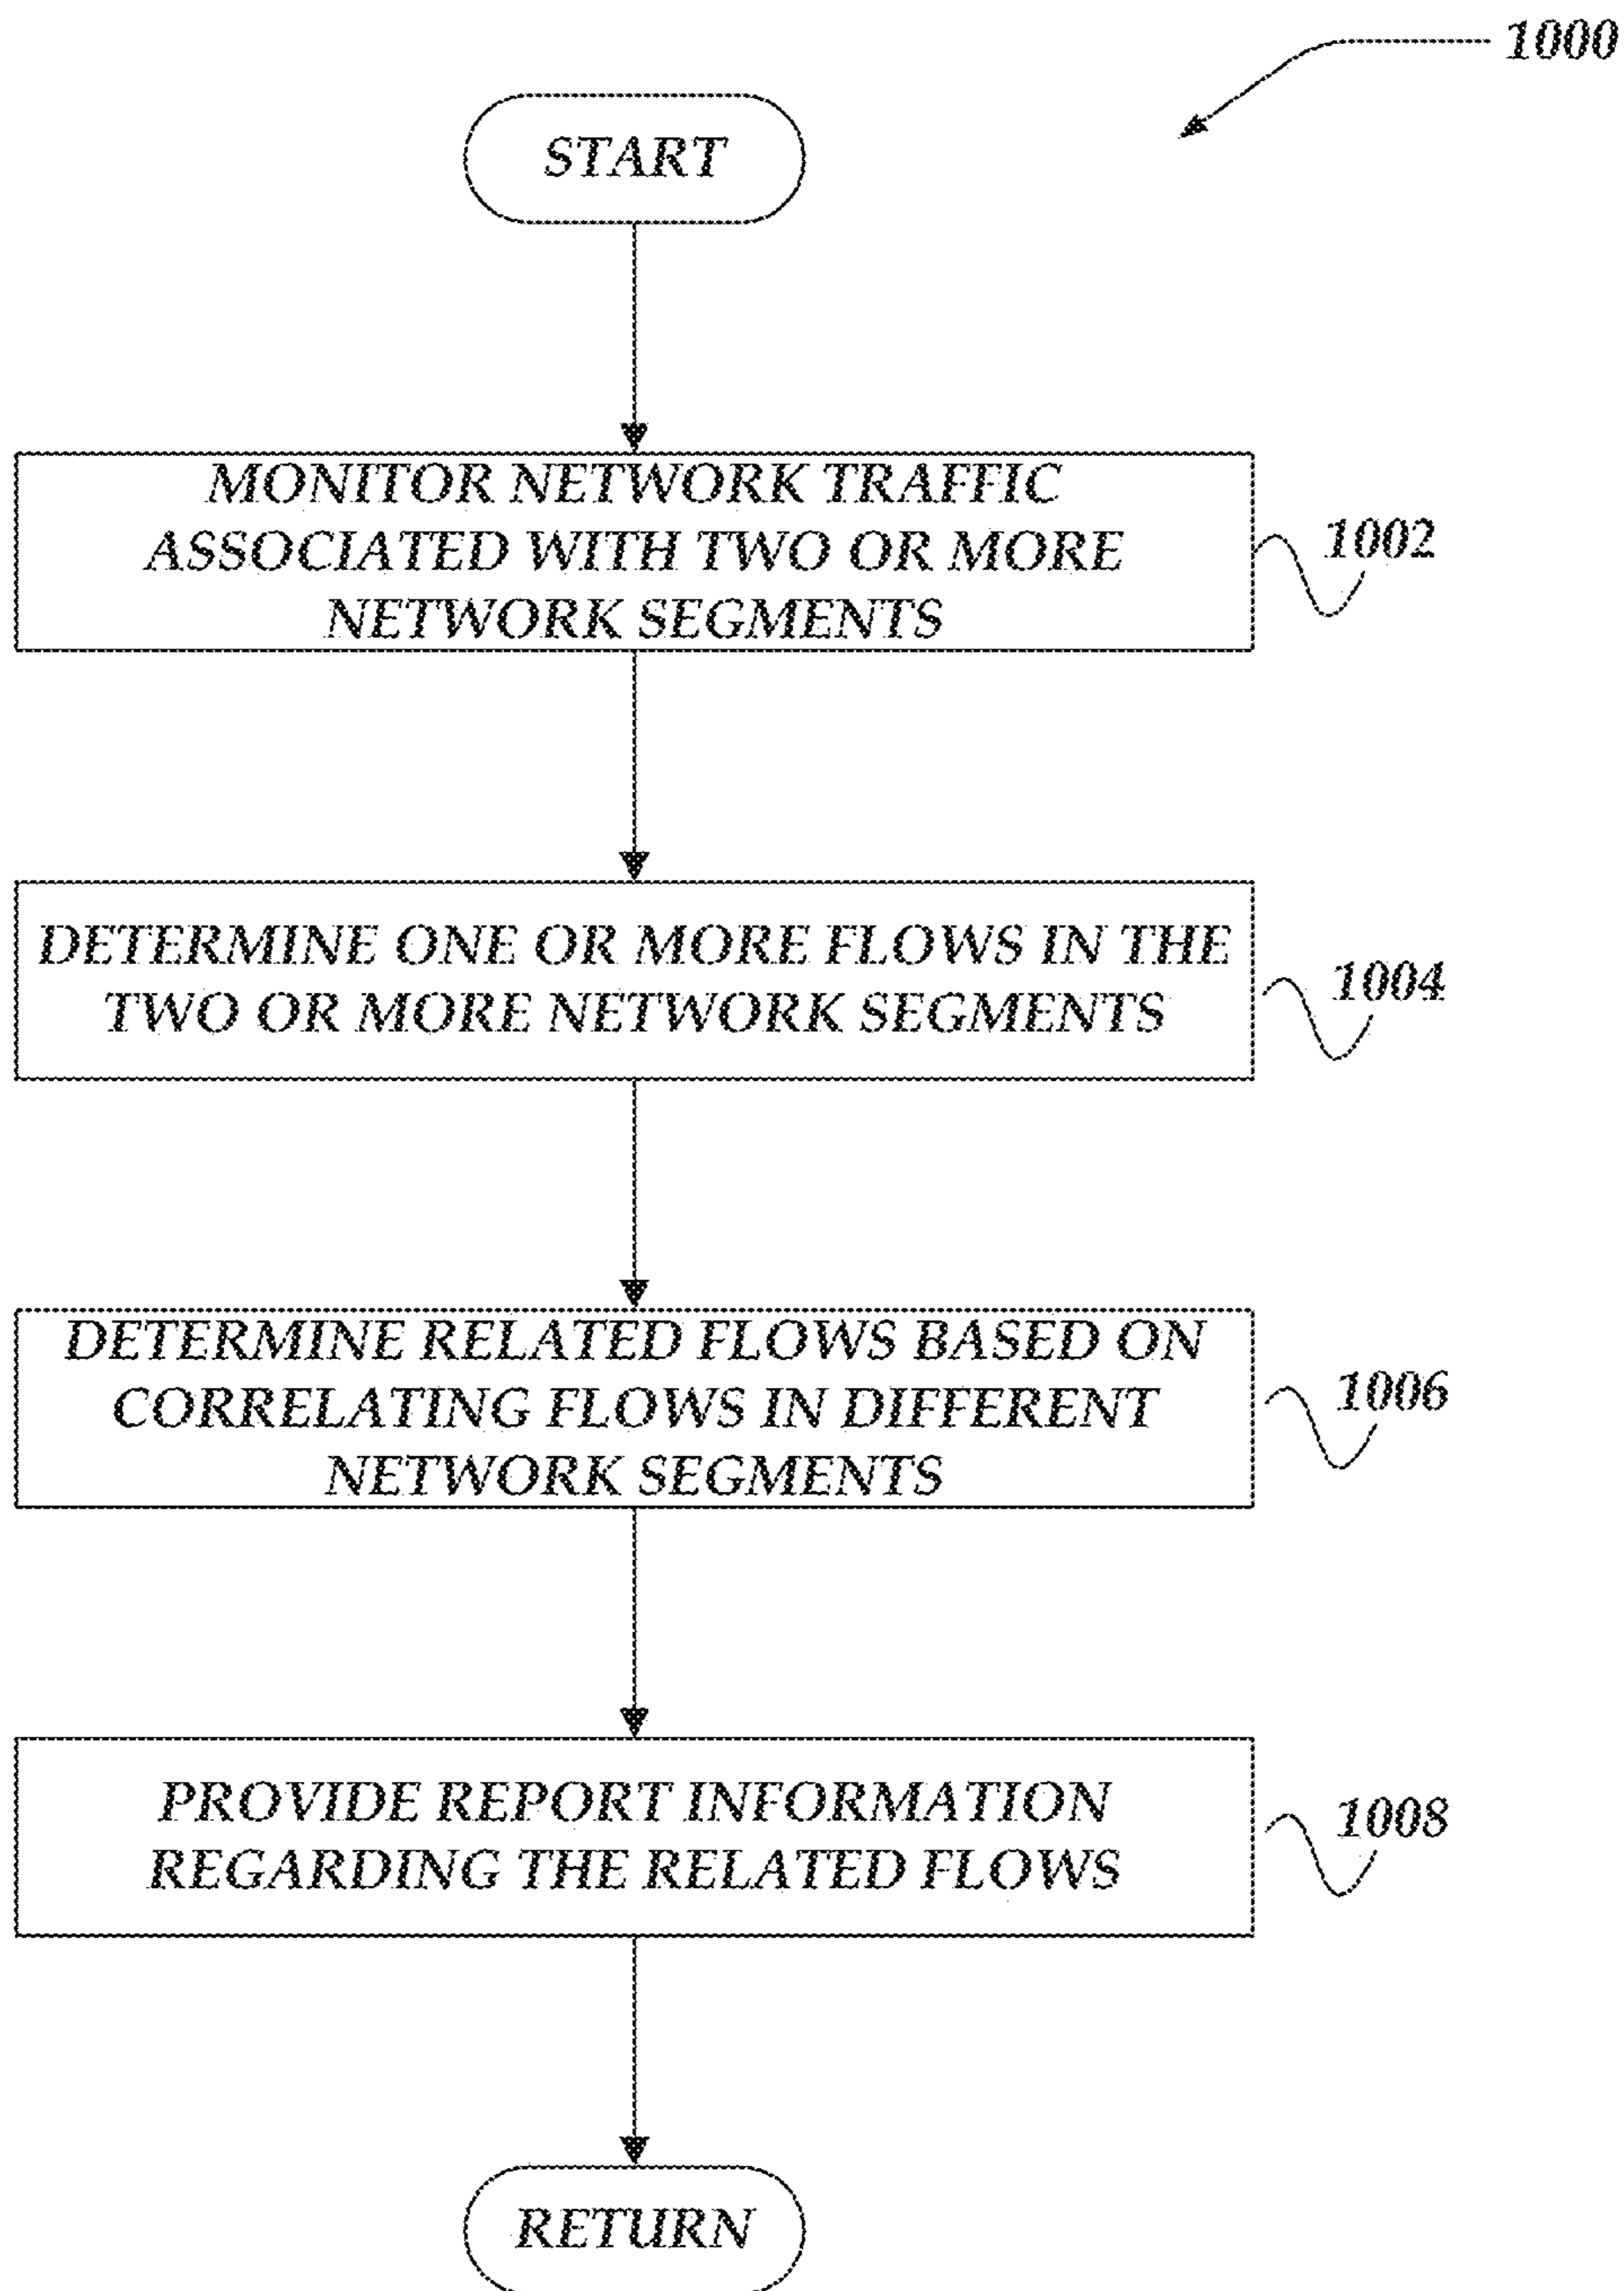 1000
START
MONITOR NETWORK TRAFFIC
ASSOCIATED WITH TWO OR MORE
NETWORK SEGMENTS
1002
DETERMINE ONE OR MORE FLOWS IN THE
TWO OR MORE NETWORK SEGMENTS
1004
DETERMINE RELATED FLOWS BASED ON
CORRELATING FLOWS IN DIFFERENT
NETWORK SEGMENTS
1006
PROVIDE REPORT INFORMATION
REGARDING THE RELATED FLOWS
1008
RETURN